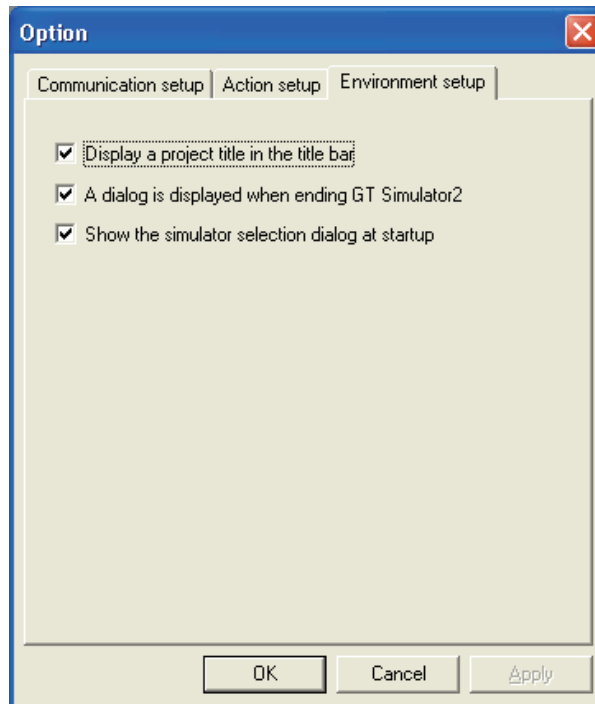 Option
Communication setup Action setup Environment setup
Display a project title in the title bar
A dialog is displayed when ending GT Simulator2
Show the simulator selection dialog at startup
OK Cancel Apply